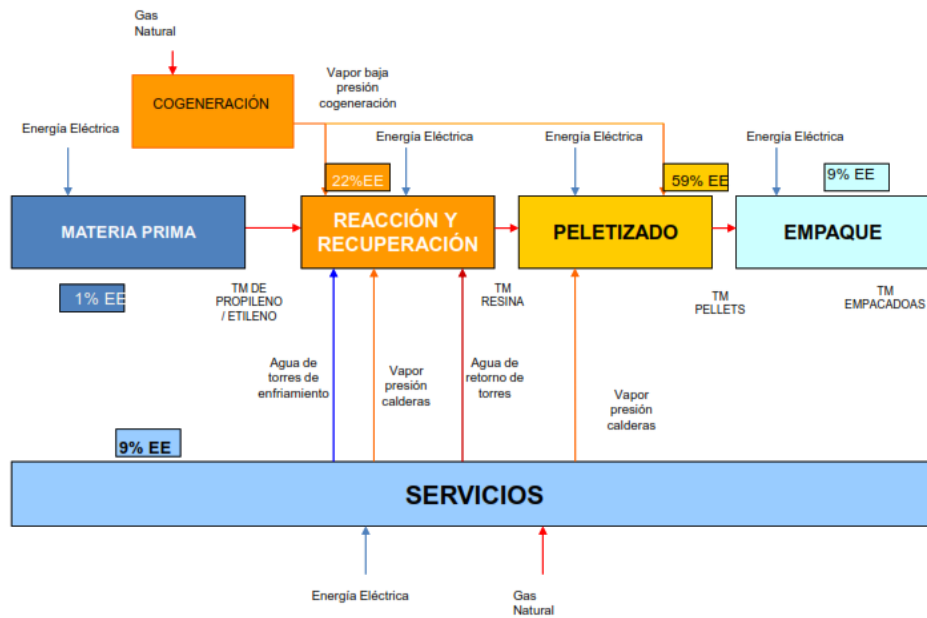 Gas
Natural
COGENERACIÓN
Vapor baja
presión
cogeneración
Energía Eléctrica
Energía Eléctrica
Energía Eléctrica
Energía Eléctrica
22%EE
59% EE
9% EE
MATERIA PRIMA
REACCIÓN Y
RECUPERACIÓN
PELETIZADO
EMPAQUE
1% EE
TM DE
PROPILENO
/ ETILENO
TM
RESINA
TM
PELLETS
TM
EMPACADOAS
Agua de
torres de
enfriamiento
Vapor
presión
calderas
Agua de
retorno de
torres
Vapor
presión
calderas
9% EE
SERVICIOS
Energía Eléctrica
Gas
Natural